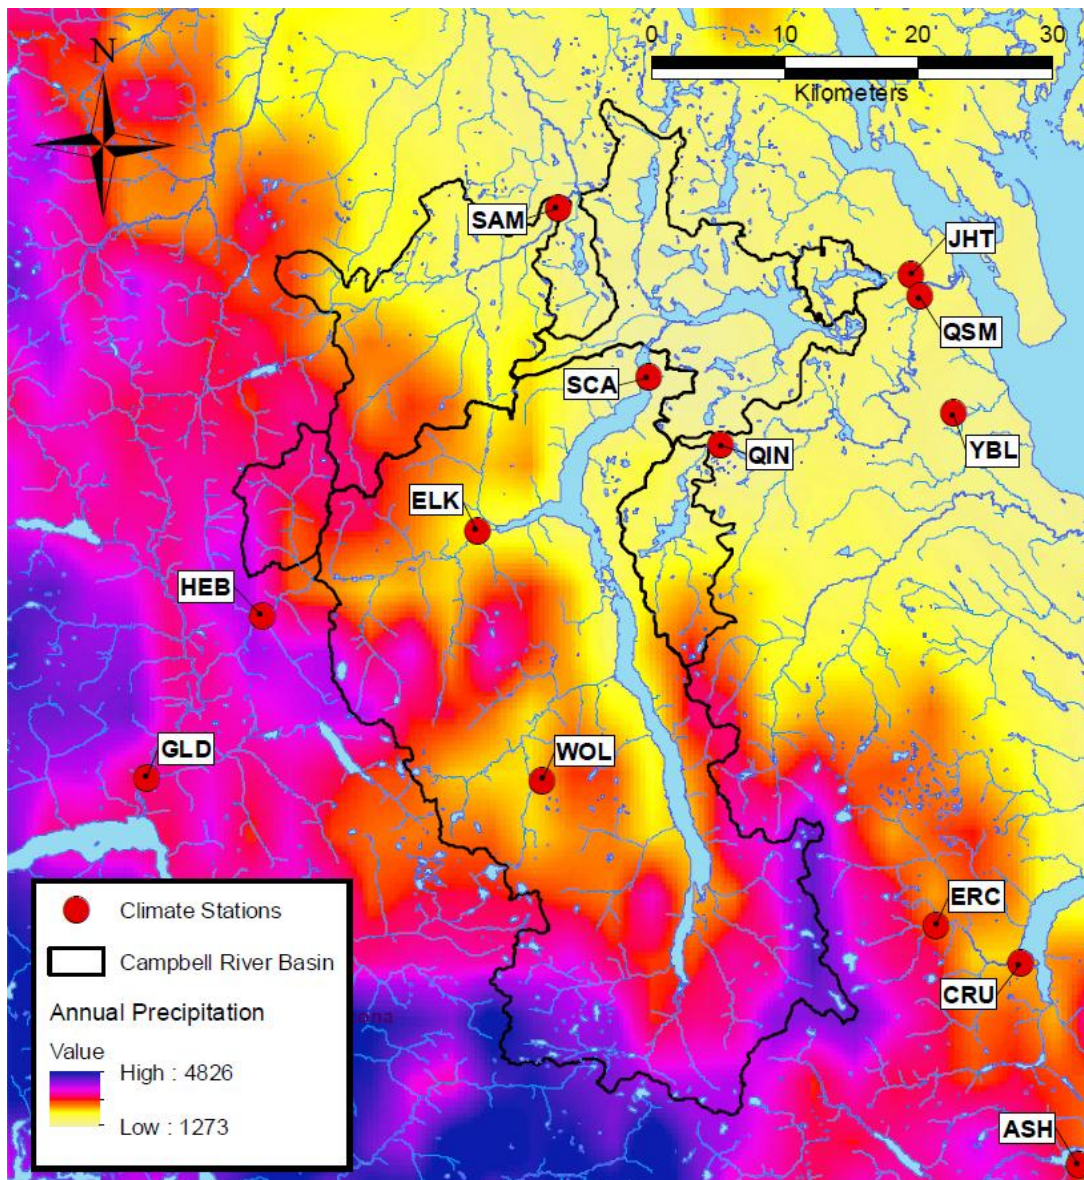 0 10 20 30
Kilometers
N
SAM
JHT
QSM
SCA
YBL
QIN
ELK
HEB
GLD
WOL
ERC
CRU
ASH
Climate Stations
Campbell River Basin
Annual Precipitation
Value
High : 4826
Low : 1273